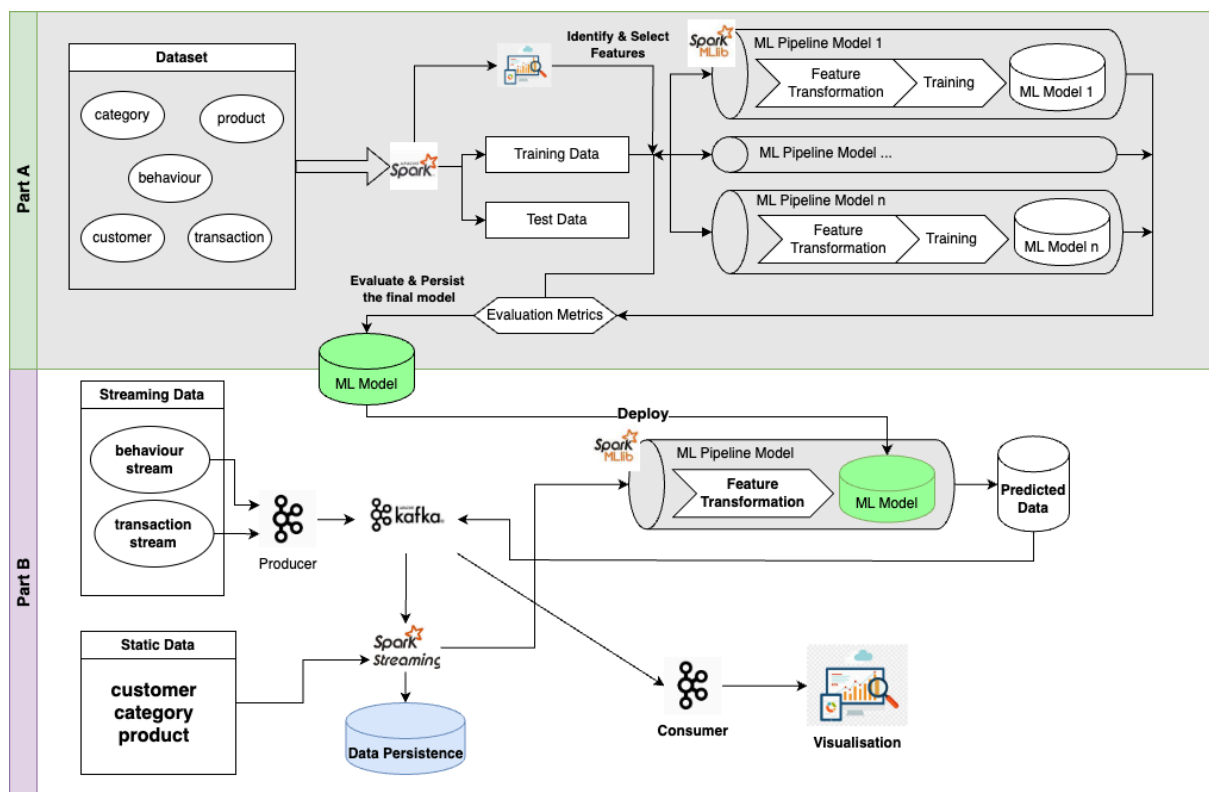 Part A
Dataset
category
product
behaviour
customer
transaction
APACHE
Spark
Identify & Select
Features
Training Data
Test Data
Spark
MLlib
ML Pipeline Model 1
Feature
Transformation
Training
ML Model 1
ML Pipeline Model ...
ML Pipeline Model n
Feature
Transformation
Training
ML Model n
Evaluate & Persist
the final model
Evaluation Metrics
ML Model
Part B
Streaming Data
behaviour
stream
transaction
stream
Producer
kafka
Deploy
Spark
MLlib
ML Pipeline Model
Feature
Transformation
ML Model
Predicted
Data
Static Data
customer
category
product
Spark
Streaming
Data Persistence
Consumer
Visualisation